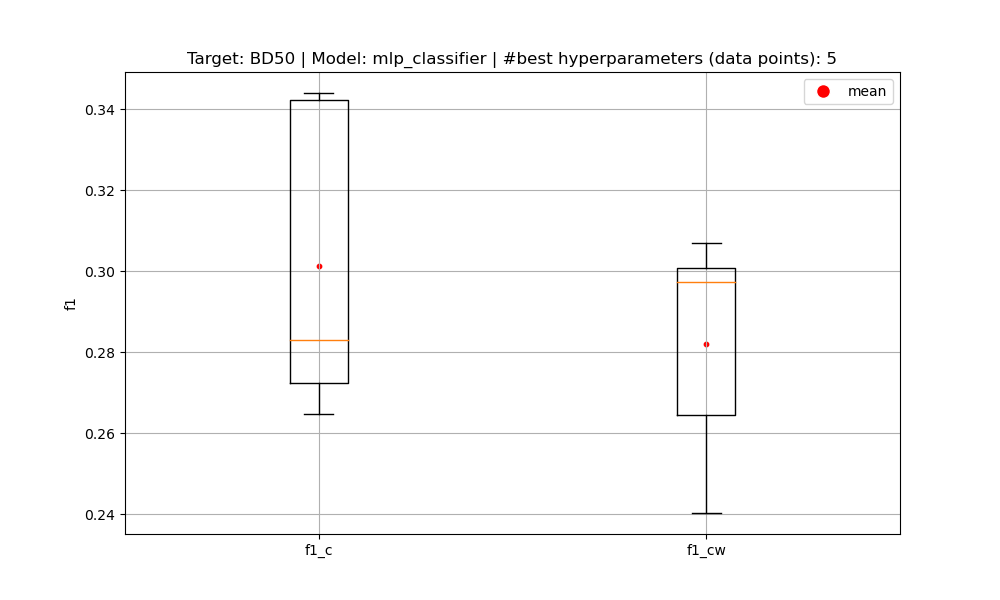 Target: BD50 | Model: mlp_classifier | #best hyperparameters (data points): 5
mean
0.34
0.32
0.30
0.28
0.26
0.24
f1
f1_c
f1_cw